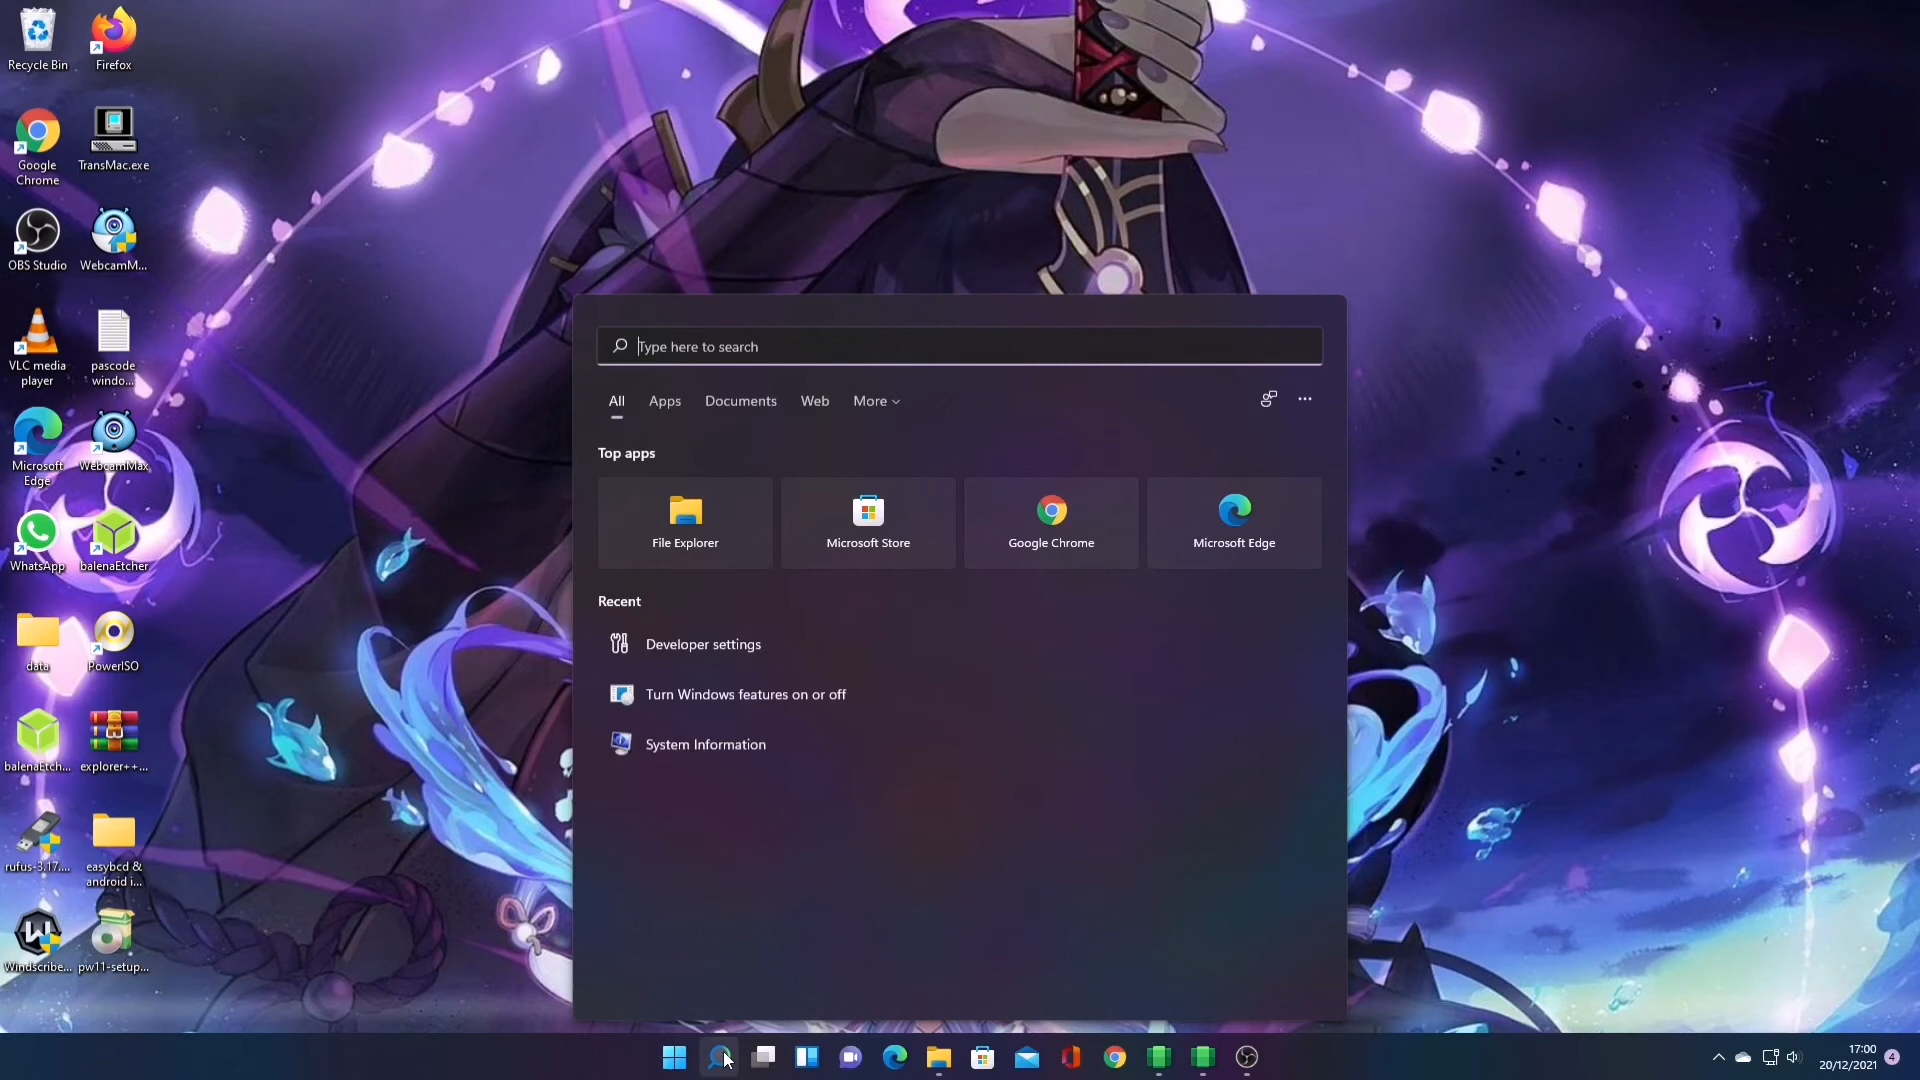 Recycle Bin
Firefox
Google
Chrome
TransMac.exe
OBS Studio
WebcamM...
VLC media
player
pascode
windo...
Microsoft
Edge
WebcamMax
WhatsApp
balenaEtcher
data
PowerISO
balenaEtch...
explorer++...
rufus-3.17....
easybcd &
android i...
Windscribe...
pw11-setup...
Type here to search
All
Apps
Documents
Web
More
Top apps
File Explorer
Microsoft Store
Google Chrome
Microsoft Edge
Recent
Developer settings
Turn Windows features on or off
System Information
17:00
20/12/2021
4